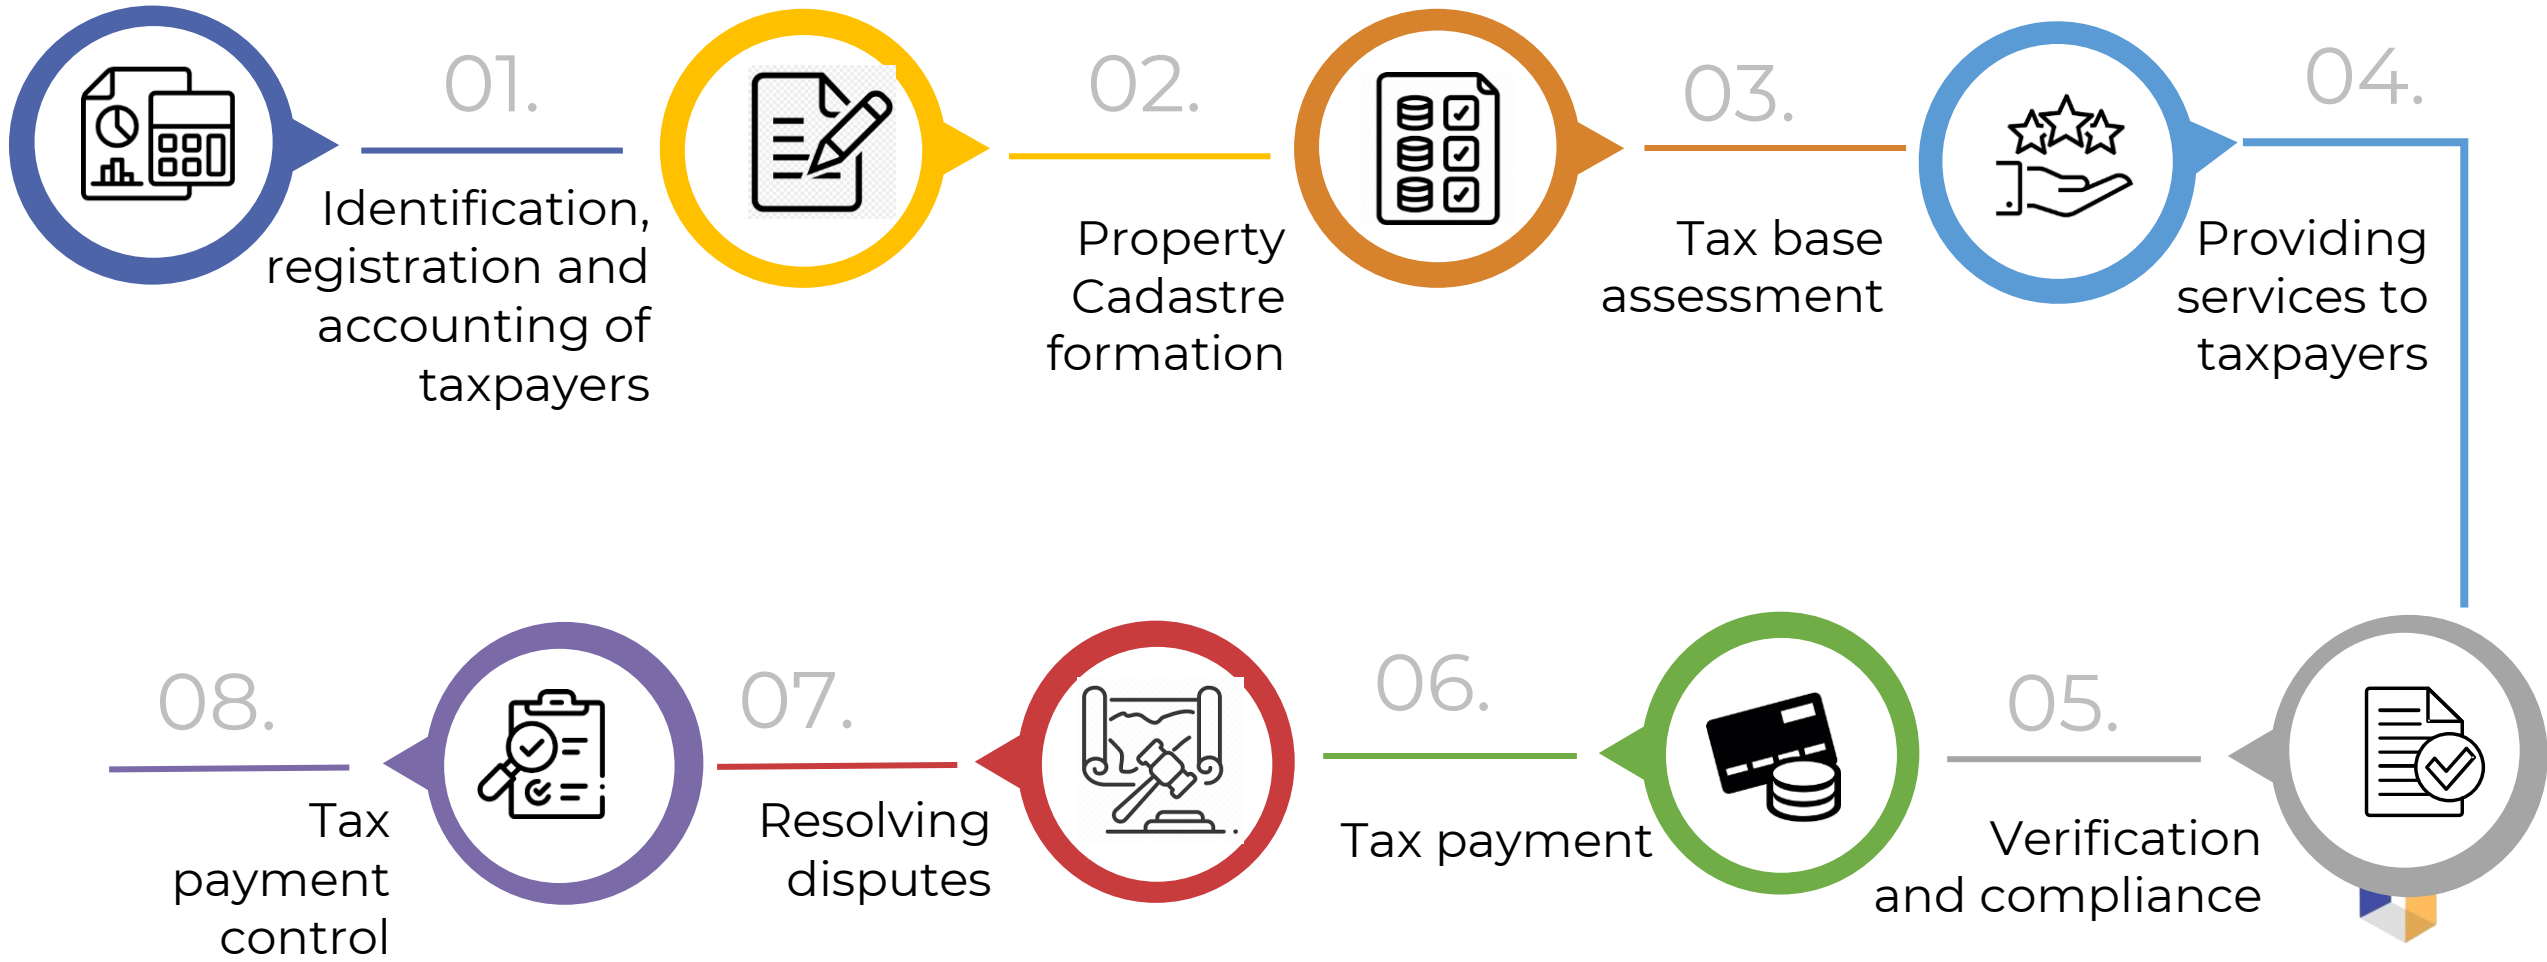 01.
Identification,
registration and
accounting of
taxpayers
02.
Property
Cadastre
formation
03.
Tax base
assessment
04.
Providing
services to
taxpayers
05.
Verification
and compliance
06.
Tax payment
07.
Resolving
disputes
08.
Tax
payment
control